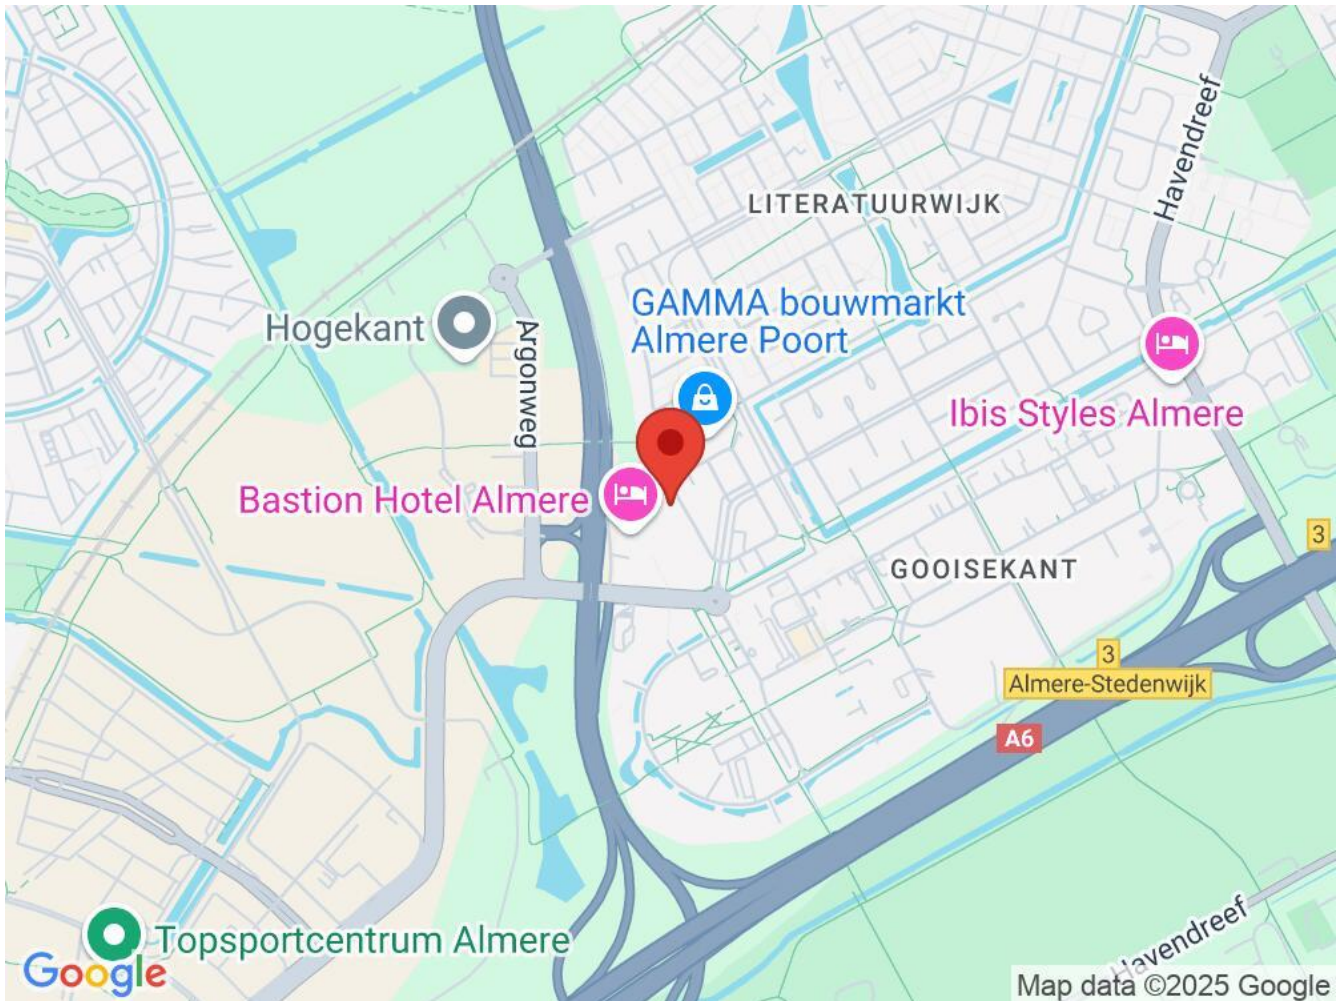 Havendreef
LITERATUURWIJK
GAMMA bouwmarkt
Almere Poort
Hogekant
Argonweg
Ibis Styles Almere
Bastion Hotel Almere
3
GOOISEKANT
3
Almere-Stedenwijk
A6
Havendreef
Topsportcentrum Almere
Google
Map data ©2025 Google